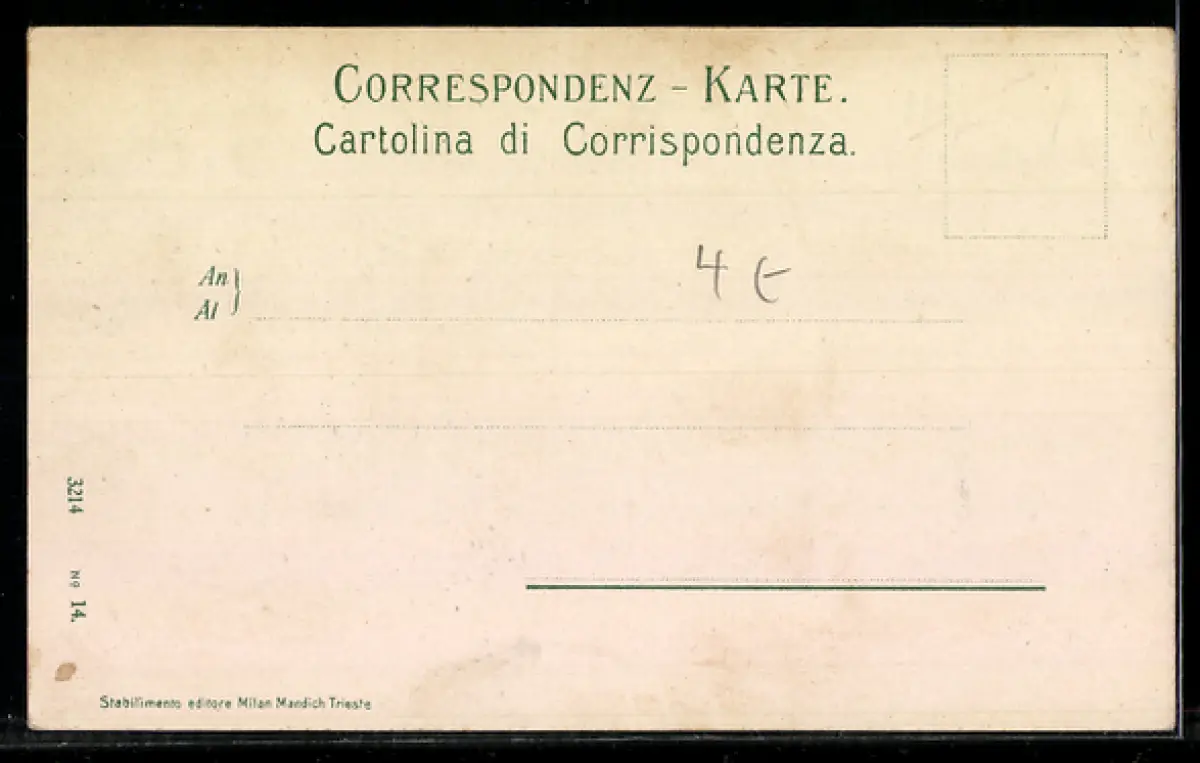 CORRESPONDENZ - KARTE.
Cartolina di Corrispondenza.
4 €
An
Al
3214 No 14.
Stabilimento editore Milan Mandich Trieste